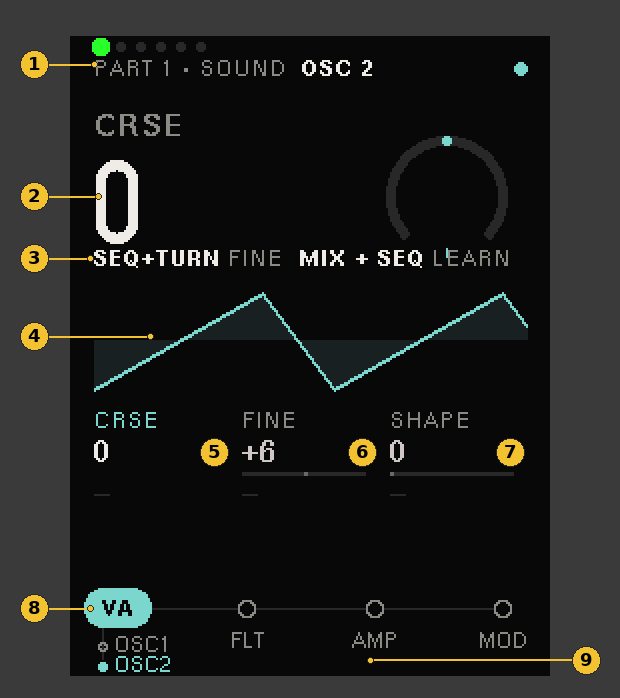 1 PART 1 · SOUND OSC 2
CRSE
2 0
3 SEQ+TURN FINE MIX + SEQ LEARN
4
CRSE FINE SHAPE
0 5 +6 6 0 7
8 VA
FLT AMP MOD
OSC1
OSC2 9